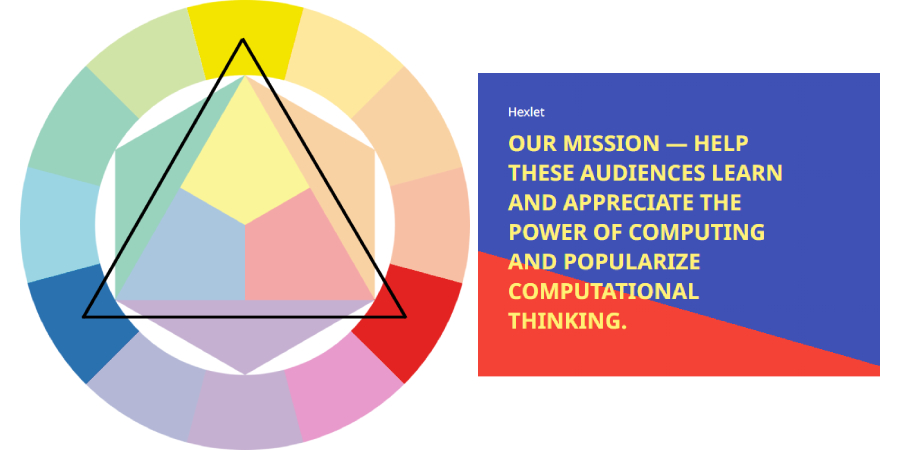 Hexlet
OUR MISSION — HELP
THESE AUDIENCES LEARN
AND APPRECIATE THE
POWER OF COMPUTING
AND POPULARIZE
COMPUTATIONAL
THINKING.